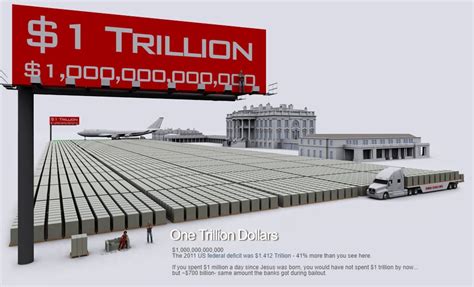 $1 Trillion
$1,000,000,000,000
$1 Trillion
One Trillion Dollars
$1,000,000,000,000
The 2011 US federal deficit was $1.412 Trillion - 41% more than you see here.
If you spent $1 million a day since Jesus was born, you would have not spent $1 trillion by now...
but ~$700 billion- same amount the banks got during bailout.